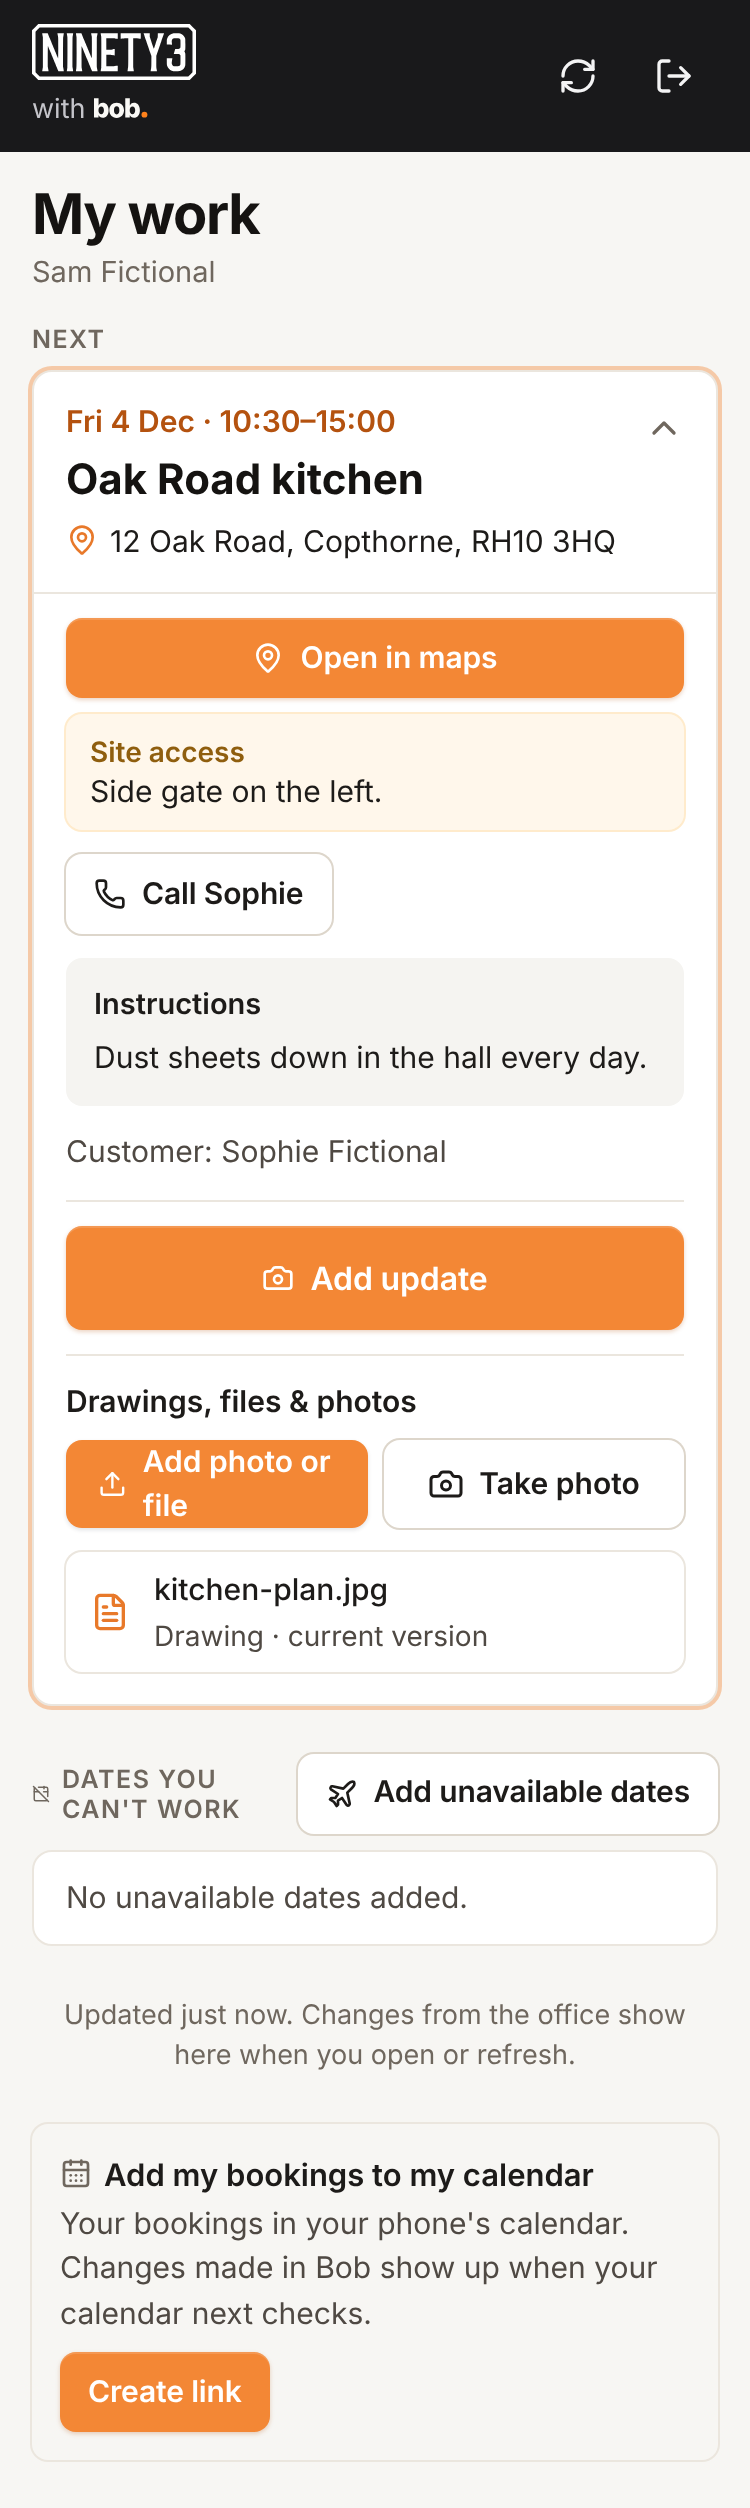 NINETY3
with bob.
My work
Sam Fictional
NEXT
Fri 4 Dec · 10:30–15:00
Oak Road kitchen
12 Oak Road, Copthorne, RH10 3HQ
Open in maps
Site access
Side gate on the left.
Call Sophie
Instructions
Dust sheets down in the hall every day.
Customer: Sophie Fictional
Add update
Drawings, files & photos
Add photo or
file
Take photo
kitchen-plan.jpg
Drawing · current version
DATES YOU
CAN'T WORK
Add unavailable dates
No unavailable dates added.
Updated just now. Changes from the office show
here when you open or refresh.
Add my bookings to my calendar
Your bookings in your phone's calendar.
Changes made in Bob show up when your
calendar next checks.
Create link